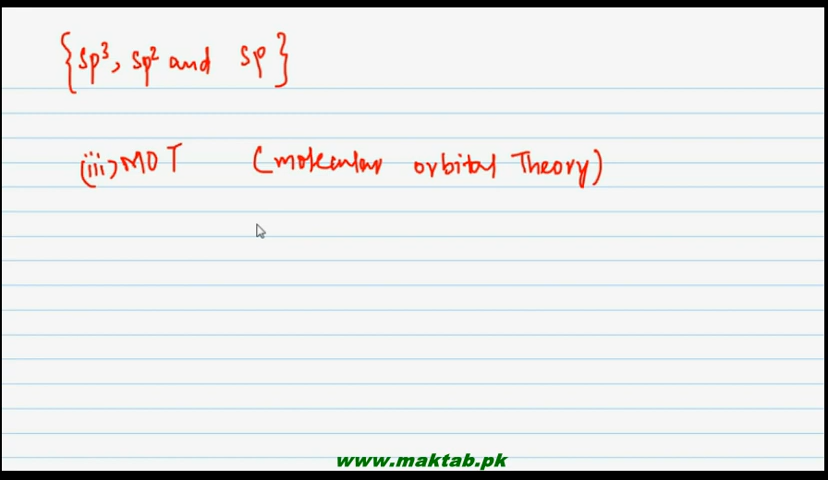 {sp³, sp² and sp}
(iii) MOT (molecular orbital Theory)
www.maktab.pk